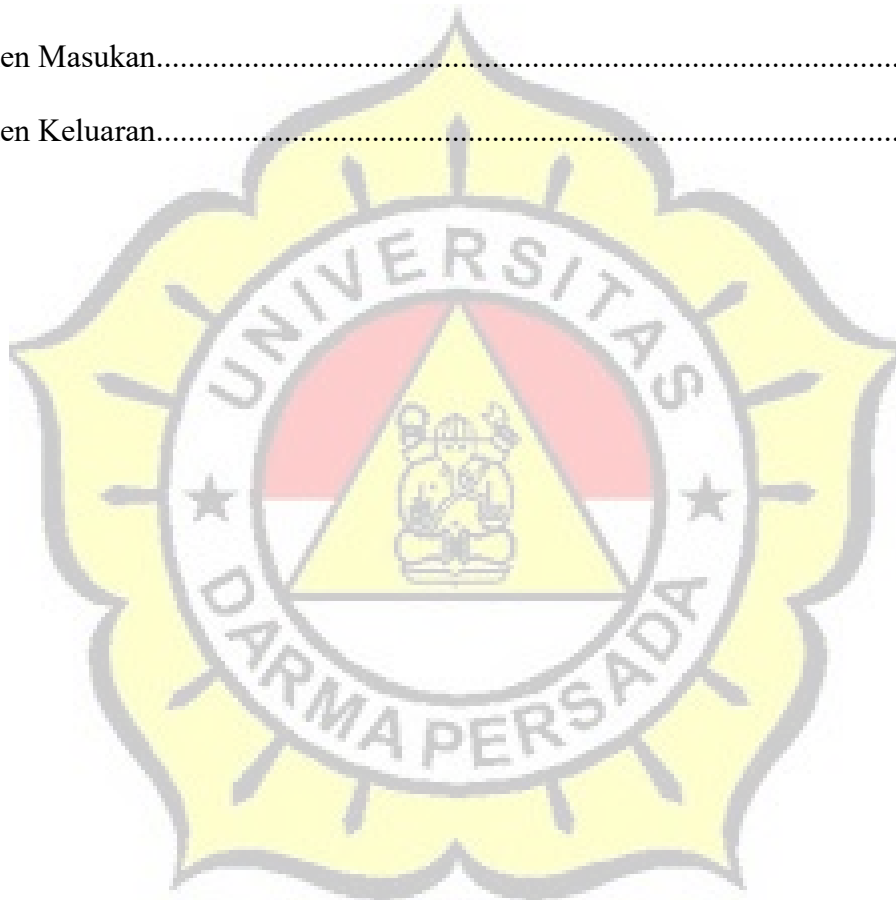 en Masukan..............................................................................................
en Keluaran..............................................................................................
UNIVERSITAS
DARMA PERSADA